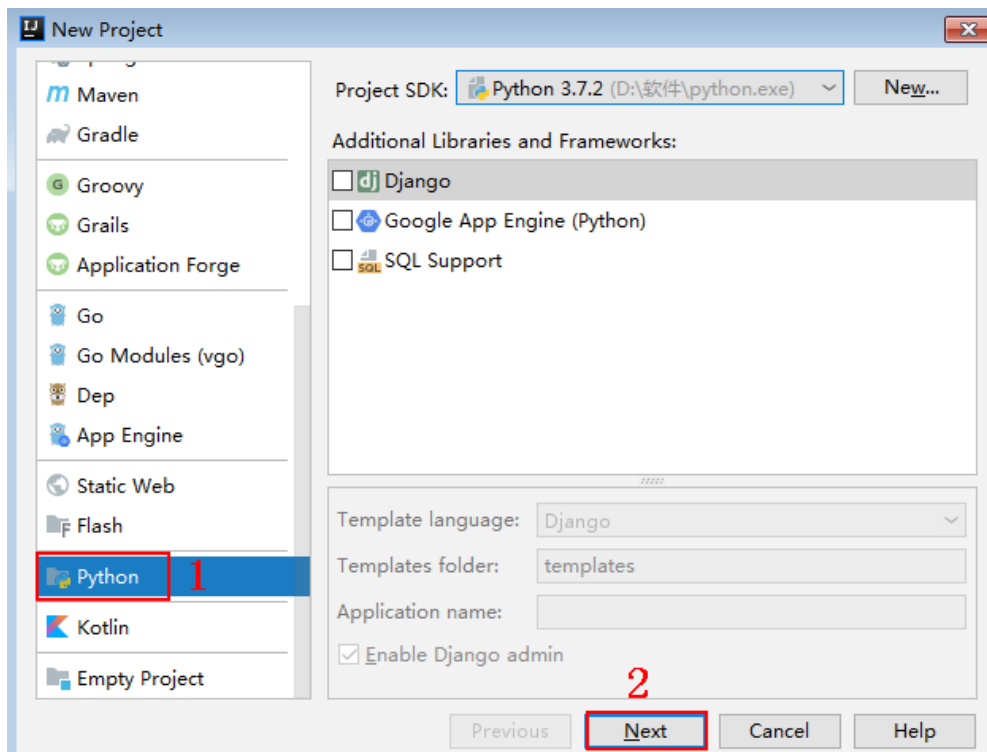 New Project
Maven
Gradle
Groovy
Grails
Application Forge
Go
Go Modules (vgo)
Dep
App Engine
Static Web
Flash
Python 1
Kotlin
Empty Project
Project SDK: Python 3.7.2 (D:\软件\python.exe) New...
Additional Libraries and Frameworks:
dj Django
Google App Engine (Python)
SQL SQL Support
Template language: Django
Templates folder: templates
Application name:
Enable Django admin
2
Previous Next Cancel Help